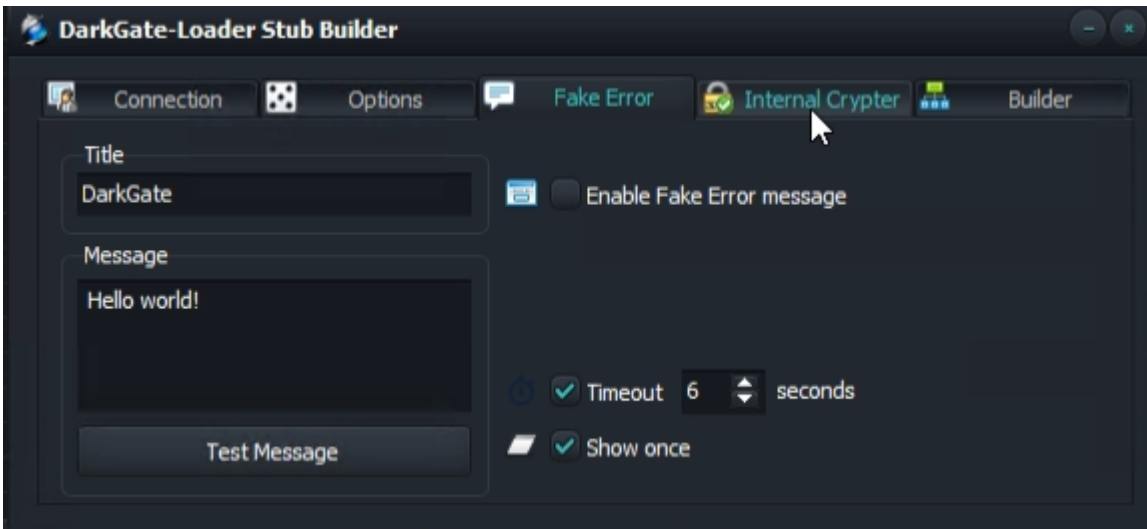 DarkGate-Loader Stub Builder
Connection
Options
Fake Error
Internal Crypter
Builder
Title
DarkGate
Enable Fake Error message
Message
Hello world!
Timeout 6 seconds
Test Message
Show once